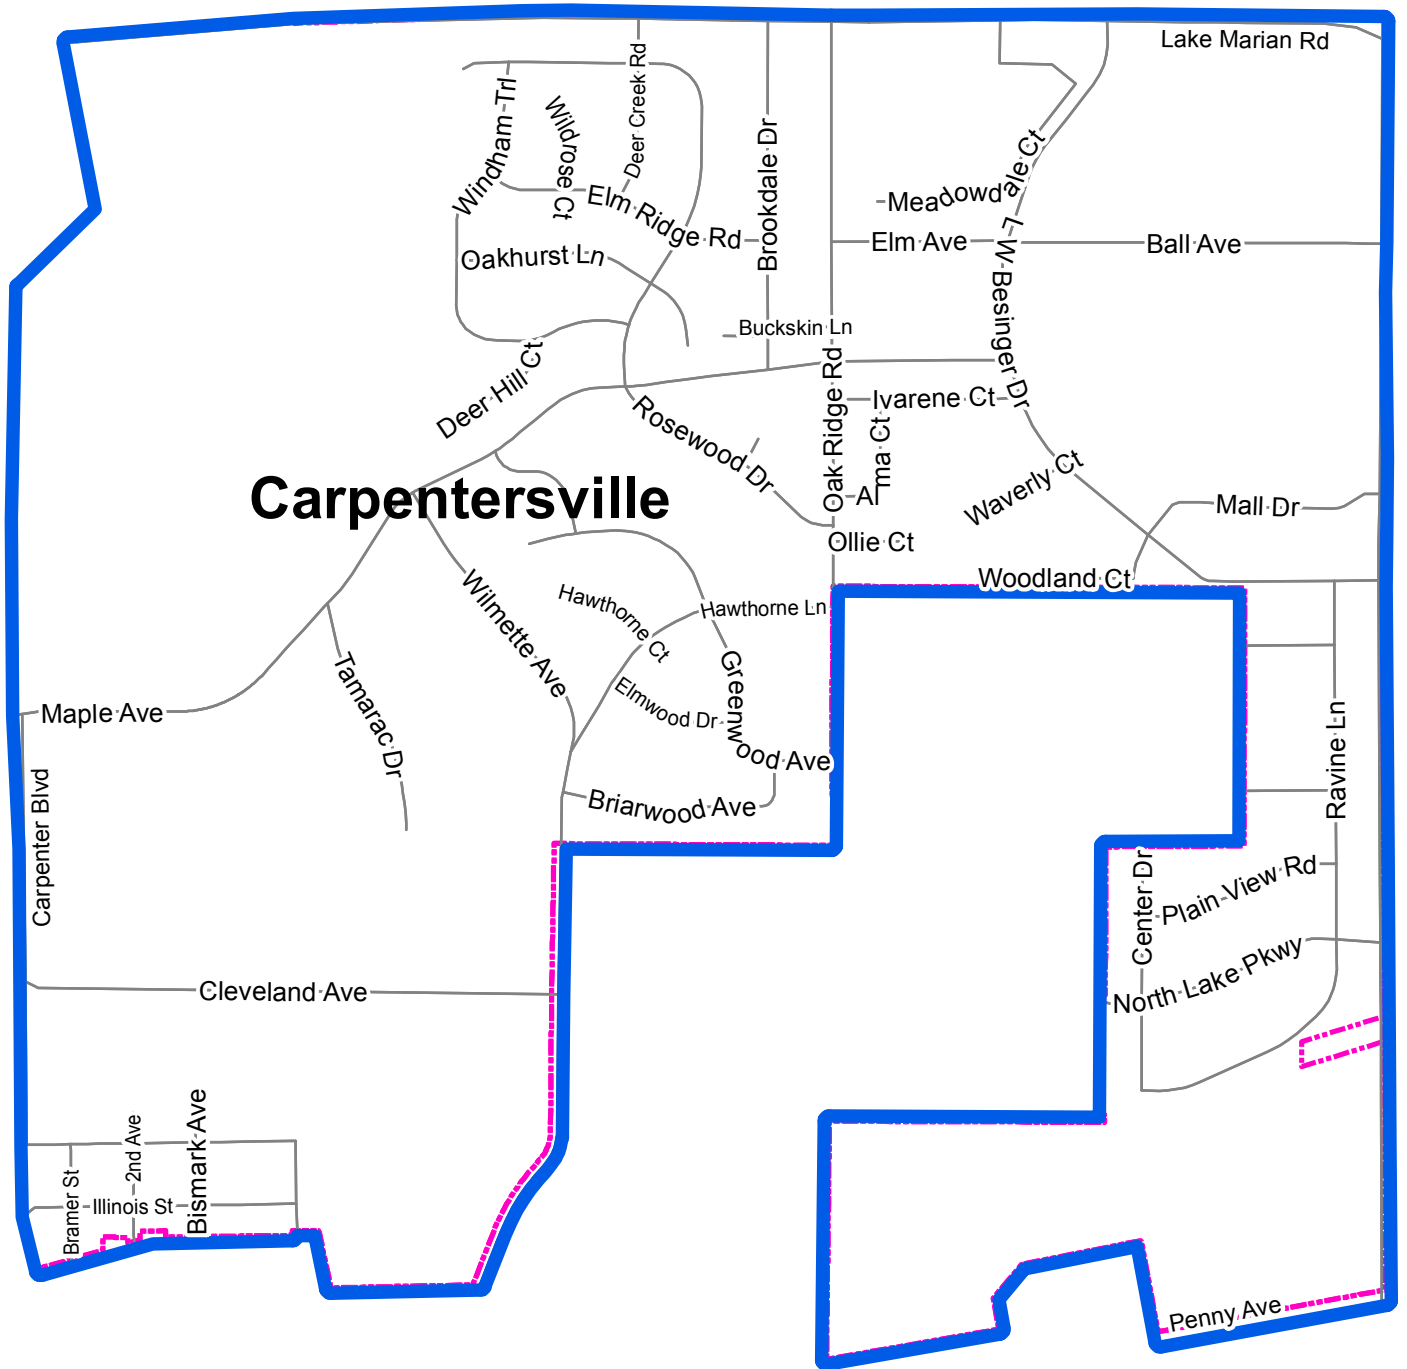 Lake Marian Rd
Deer Creek Rd
Windham Trl
Wildrose Ct
Brookdale Dr
Meadowdale Ct
Elm Ridge Rd
Elm Ave
Ball Ave
Oakhurst Ln
L W Besinger Dr
Buckskin Ln
Deer Hill Ct
Oak Ridge Rd
Ivarene Ct
Rosewood Dr
Alma Ct
Waverly Ct
Carpentersville
Mall Dr
Ollie Ct
Woodland Ct
Wilmette Ave
Hawthorne Ct
Hawthorne Ln
Greenwood Ave
Tamarac Dr
Elmwood Dr
Maple Ave
Ravine Ln
Briarwood Ave
Carpenter Blvd
Center Dr
Plain View Rd
North Lake Pkwy
Cleveland Ave
Bismark Ave
2nd Ave
Bramer St
Illinois St
Penny Ave